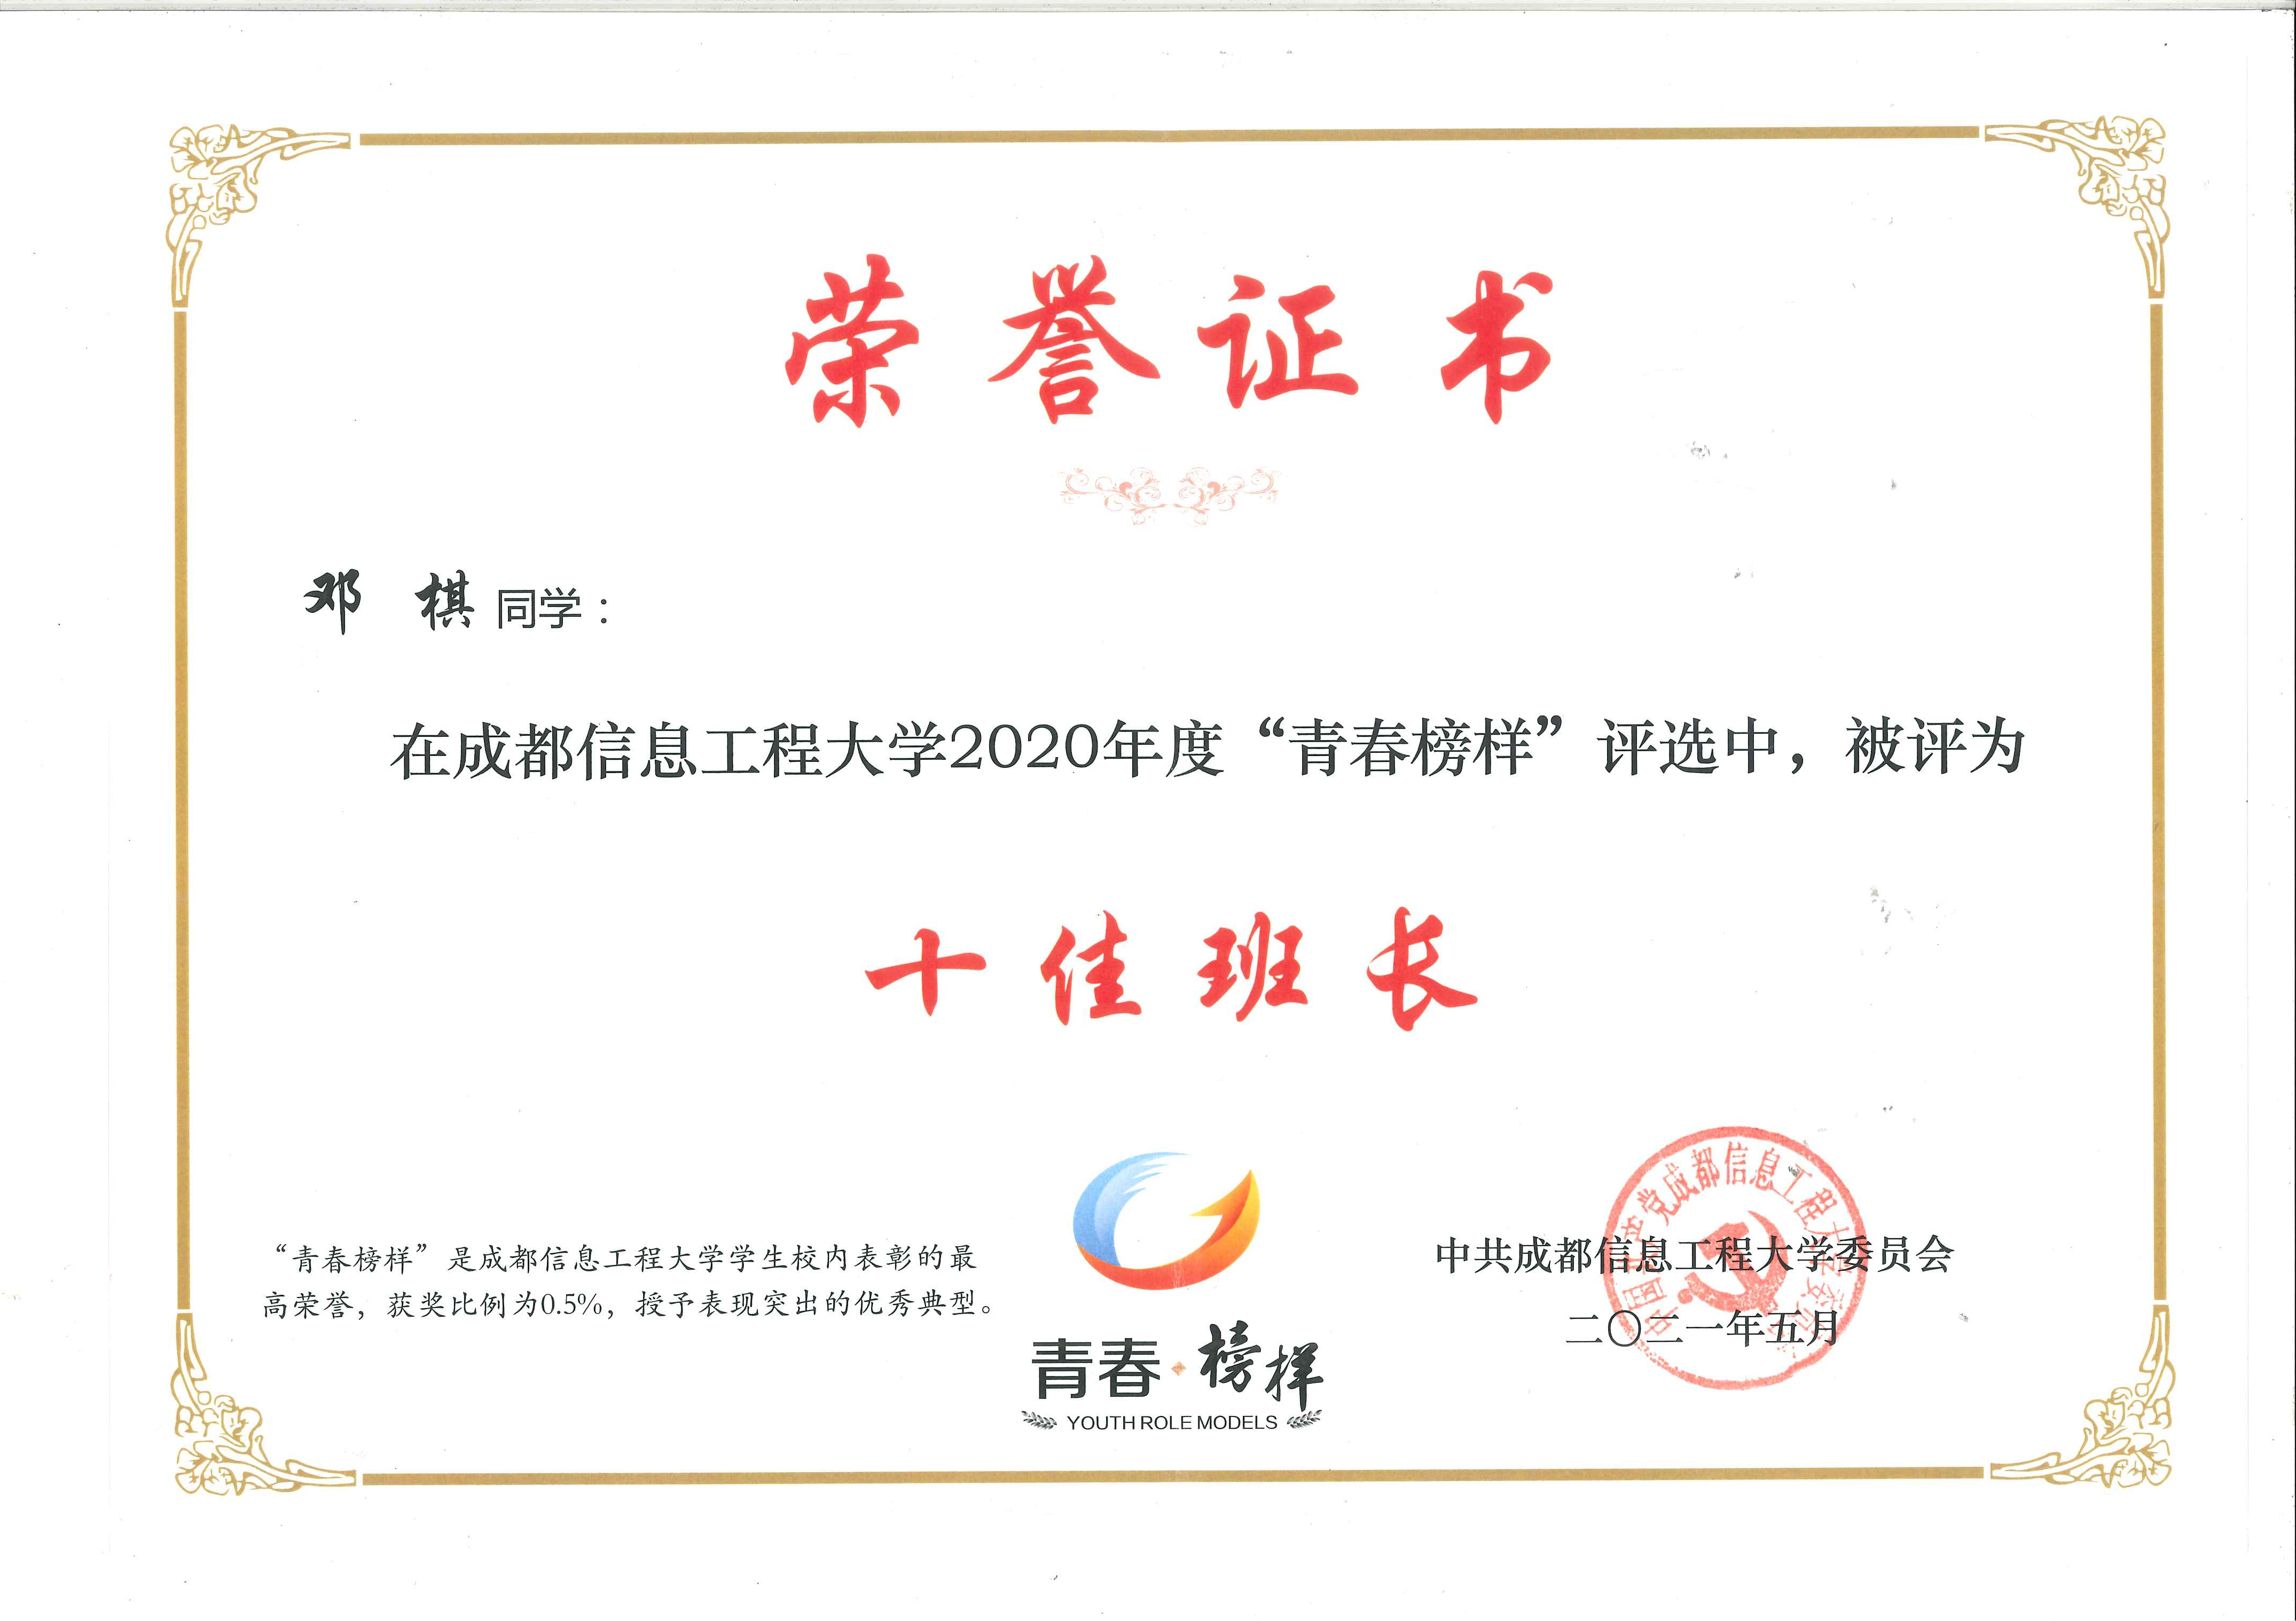 荣誉证书
邓 棋 同学：
在成都信息工程大学2020年度“青春榜样”评选中，被评为
十佳班长
“青春榜样”是成都信息工程大学学生校内表彰的最
高荣誉，获奖比例为0.5%，授予表现突出的优秀典型。
青春·榜样
YOUTH ROLE MODELS
中国共产党成都信息工程大学委员会
中共成都信息工程大学委员会
二〇二一年五月